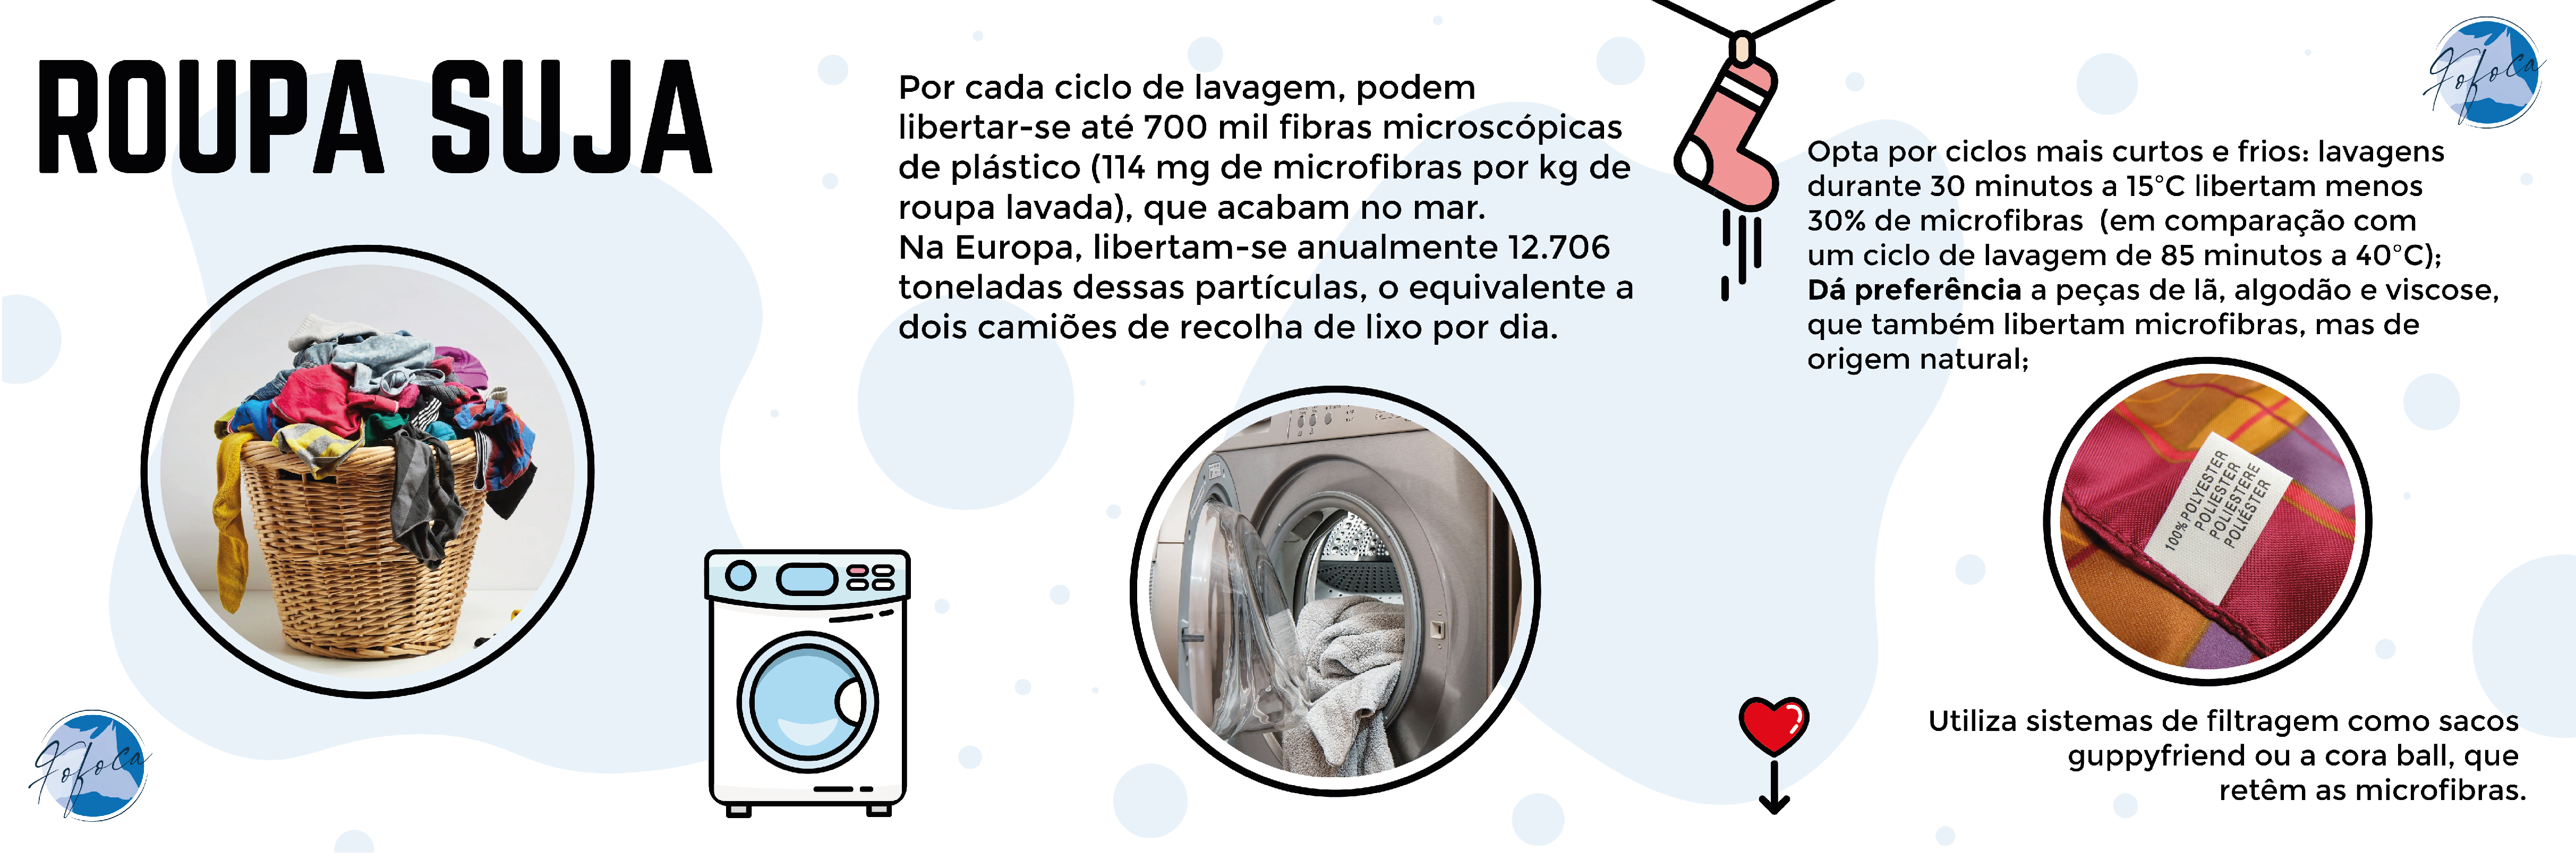 ROUPA SUJA
Por cada ciclo de lavagem, podem
libertar-se até 700 mil fibras microscópicas
de plástico (114 mg de microfibras por kg de
roupa lavada), que acabam no mar.
Na Europa, libertam-se anualmente 12.706
toneladas dessas partículas, o equivalente a
dois camiões de recolha de lixo por dia.
Fofoca
Opta por ciclos mais curtos e frios: lavagens
durante 30 minutos a 15°C libertam menos
30% de microfibras (em comparação com
um ciclo de lavagem de 85 minutos a 40°C);
Dá preferência a peças de lã, algodão e viscose,
que também libertam microfibras, mas de
origem natural;
100% POLYESTER
POLIESTER
POLIESTERE
POLIÉSTER
Utiliza sistemas de filtragem como sacos
guppyfriend ou a cora ball, que
retêm as microfibras.
Fofoca